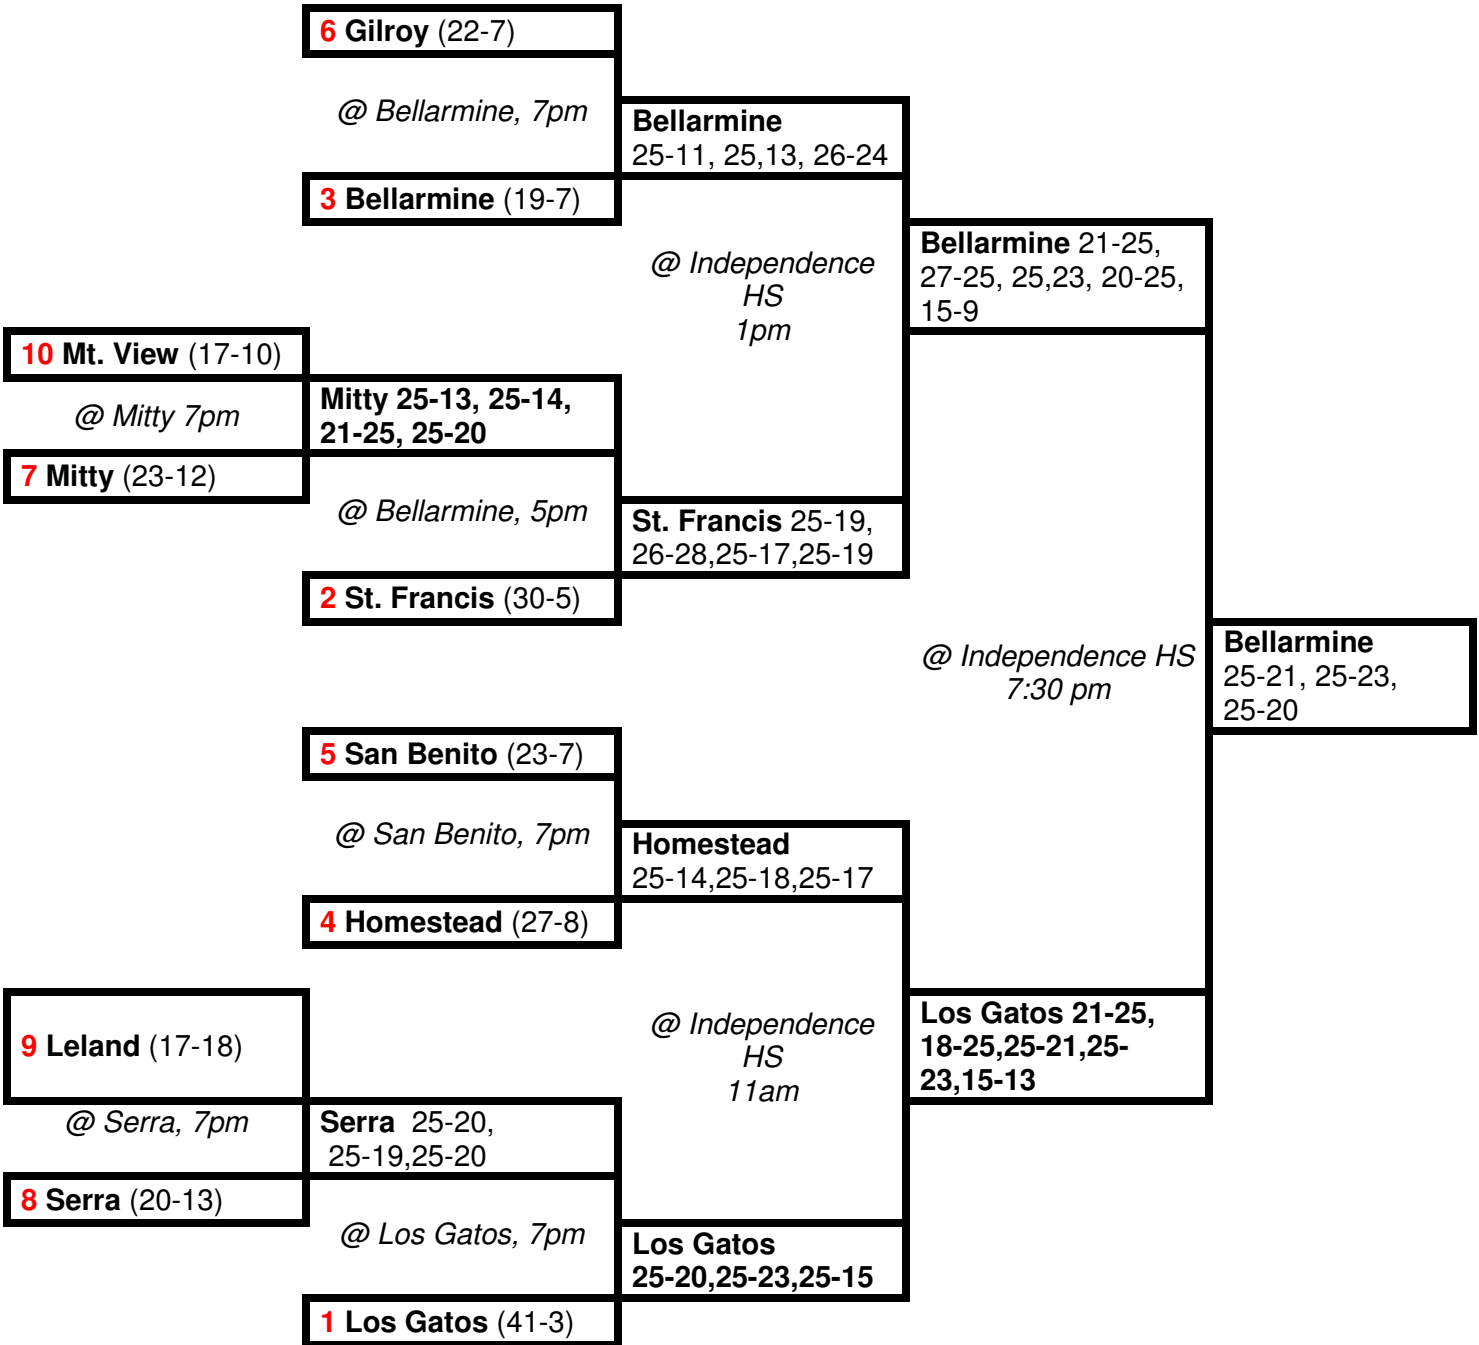 6 Gilroy (22-7)
@ Bellarmine, 7pm
Bellarmine
25-11, 25,13, 26-24
3 Bellarmine (19-7)
@ Independence
HS
1pm
Bellarmine 21-25,
27-25, 25,23, 20-25,
15-9
10 Mt. View (17-10)
@ Mitty 7pm
Mitty 25-13, 25-14,
21-25, 25-20
7 Mitty (23-12)
@ Bellarmine, 5pm
St. Francis 25-19,
26-28,25-17,25-19
2 St. Francis (30-5)
@ Independence HS
7:30 pm
Bellarmine
25-21, 25-23,
25-20
5 San Benito (23-7)
@ San Benito, 7pm
Homestead
25-14,25-18,25-17
4 Homestead (27-8)
@ Independence
HS
11am
Los Gatos 21-25,
18-25,25-21,25-
23,15-13
9 Leland (17-18)
@ Serra, 7pm
Serra  25-20,
25-19,25-20
8 Serra (20-13)
@ Los Gatos, 7pm
Los Gatos
25-20,25-23,25-15
1 Los Gatos (41-3)